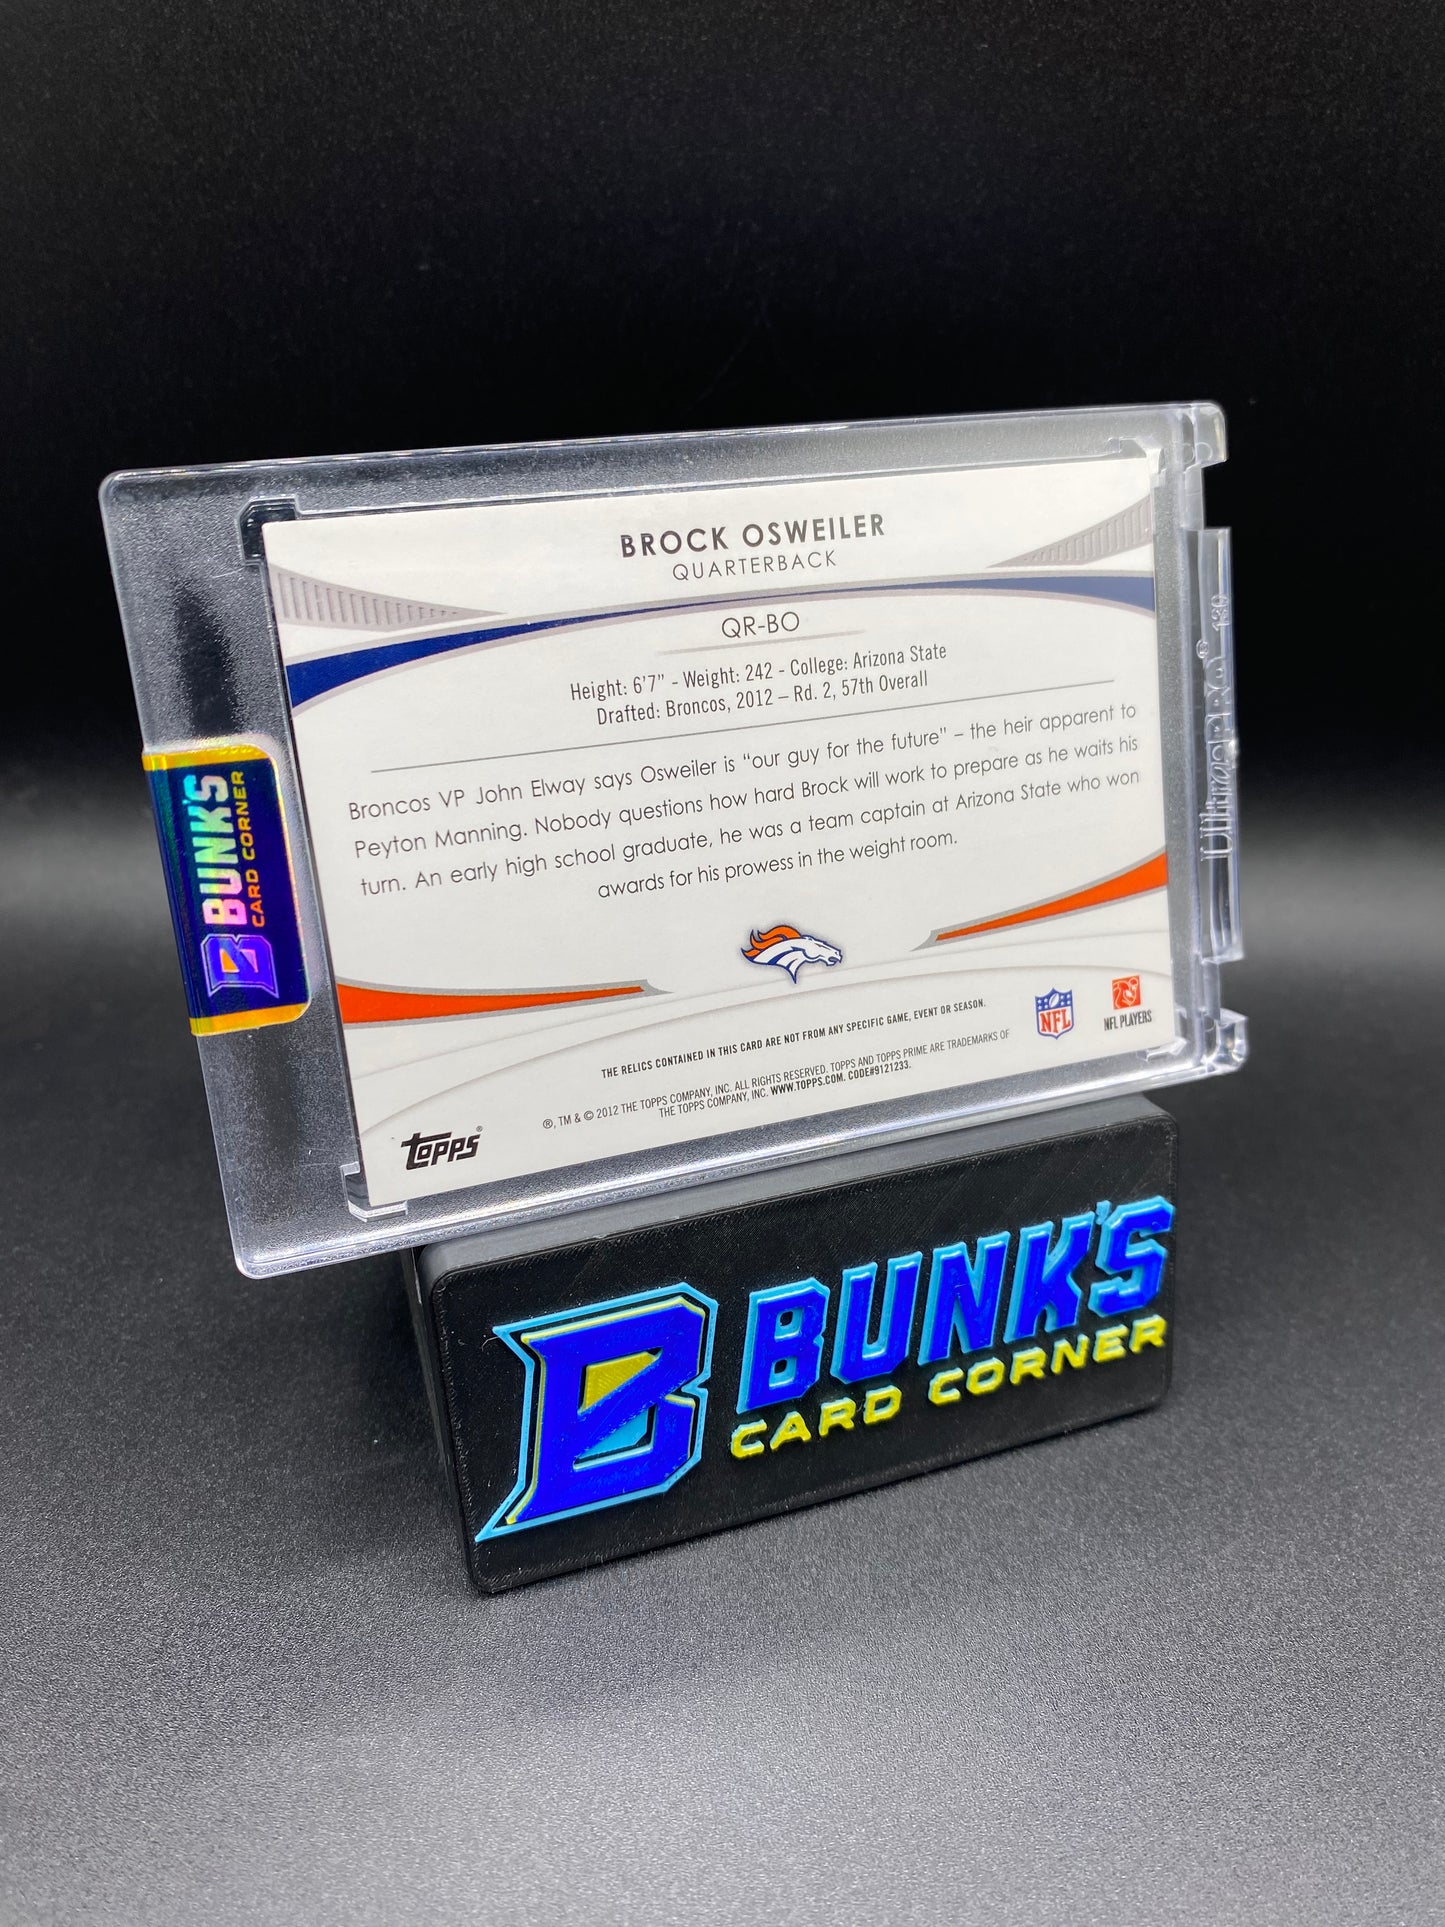 BROCK OSWEILER
QUARTERBACK
QR-BO
Height: 6'7" - Weight: 242 - College: Arizona State
Drafted: Broncos, 2012 – Rd. 2, 57th Overall
Broncos VP John Elway says Osweiler is “our guy for the future” – the heir apparent to
Peyton Manning. Nobody questions how hard Brock will work to prepare as he waits his
turn. An early high school graduate, he was a team captain at Arizona State who won
awards for his prowess in the weight room.
THE RELICS CONTAINED IN THIS CARD ARE NOT FROM ANY SPECIFIC GAME, EVENT OR SEASON.
®, TM & © 2012 THE TOPPS COMPANY, INC. ALL RIGHTS RESERVED. TOPPS AND TOPPS PRIME ARE TRADEMARKS OF
THE TOPPS COMPANY, INC. WWW.TOPPS.COM. CODE#9121233.
NFL
NFL PLAYERS
TOPPS®
B BUNK'S
CARD CORNER
UltraPRO® 130
B BUNK'S
CARD CORNER